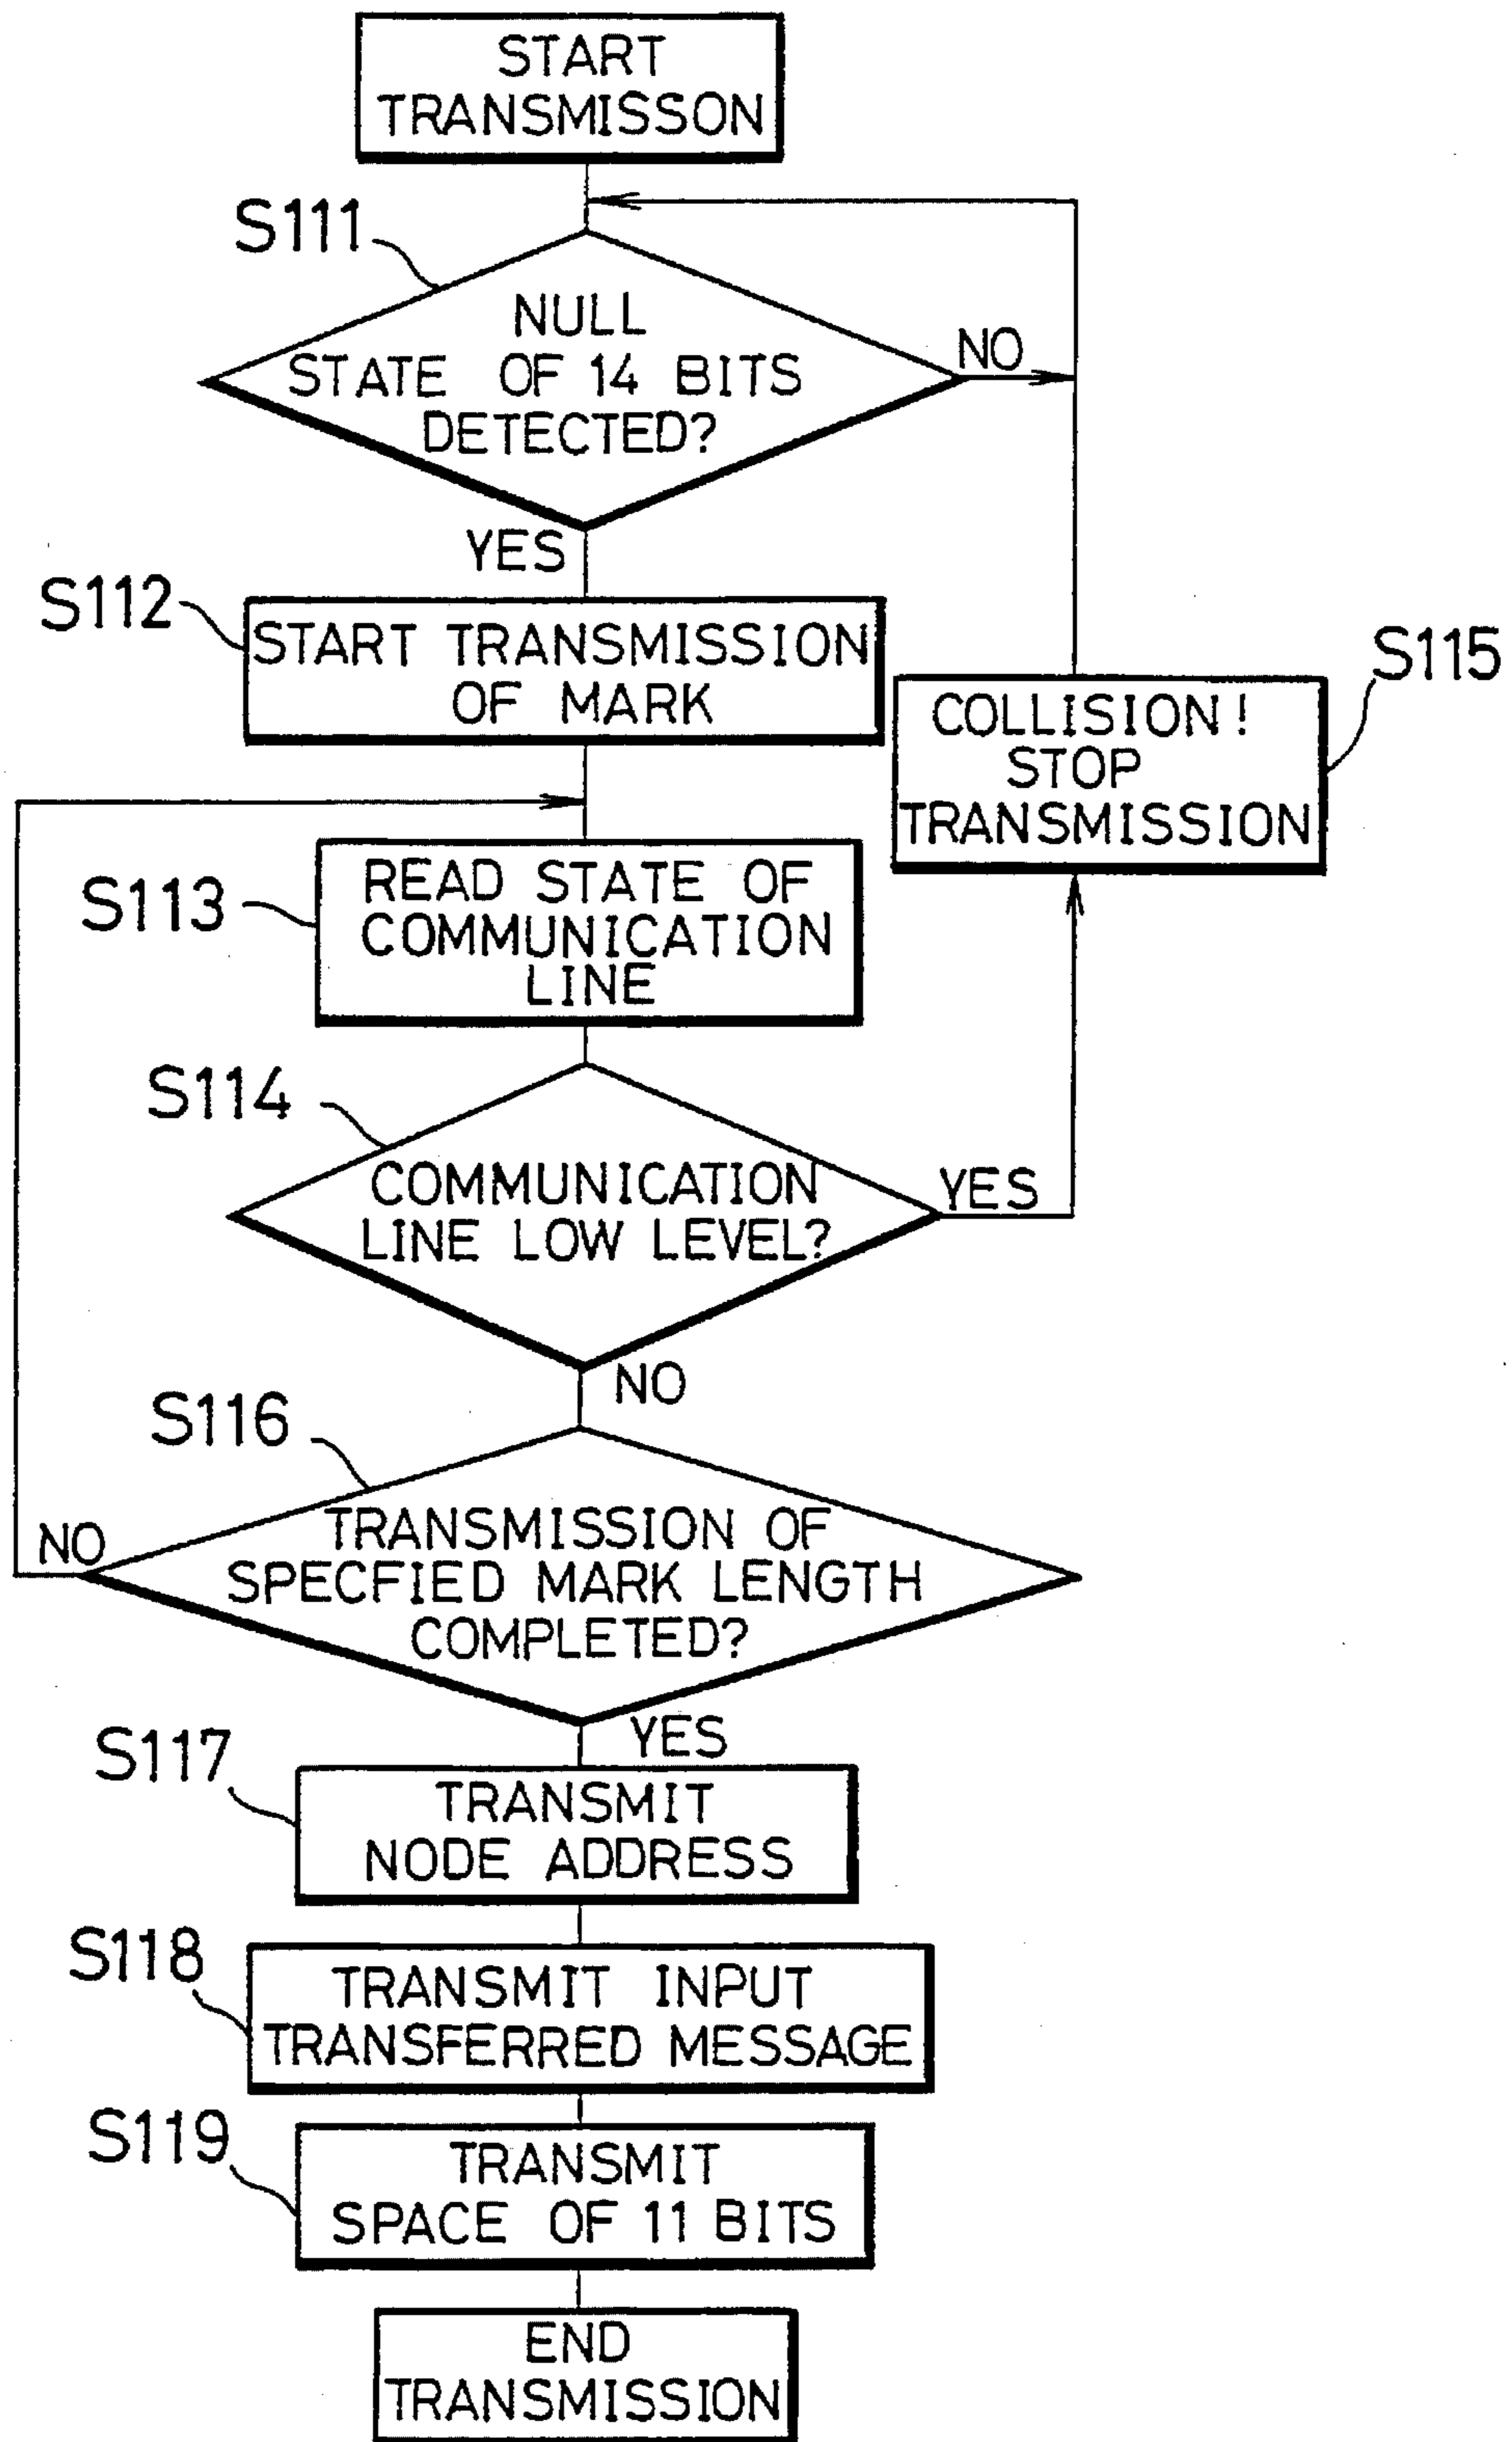 START
TRANSMISSON
S111
NULL
STATE OF 14 BITS
DETECTED?
NO
YES
S112
START TRANSMISSION
OF MARK
S115
COLLISION!
STOP
TRANSMISSION
S113
READ STATE OF
COMMUNICATION
LINE
S114
COMMUNICATION
LINE LOW LEVEL?
YES
NO
S116
TRANSMISSION OF
SPECFIED MARK LENGTH
COMPLETED?
NO
YES
S117
TRANSMIT
NODE ADDRESS
S118
TRANSMIT INPUT
TRANSFERRED MESSAGE
S119
TRANSMIT
SPACE OF 11 BITS
END
TRANSMISSION